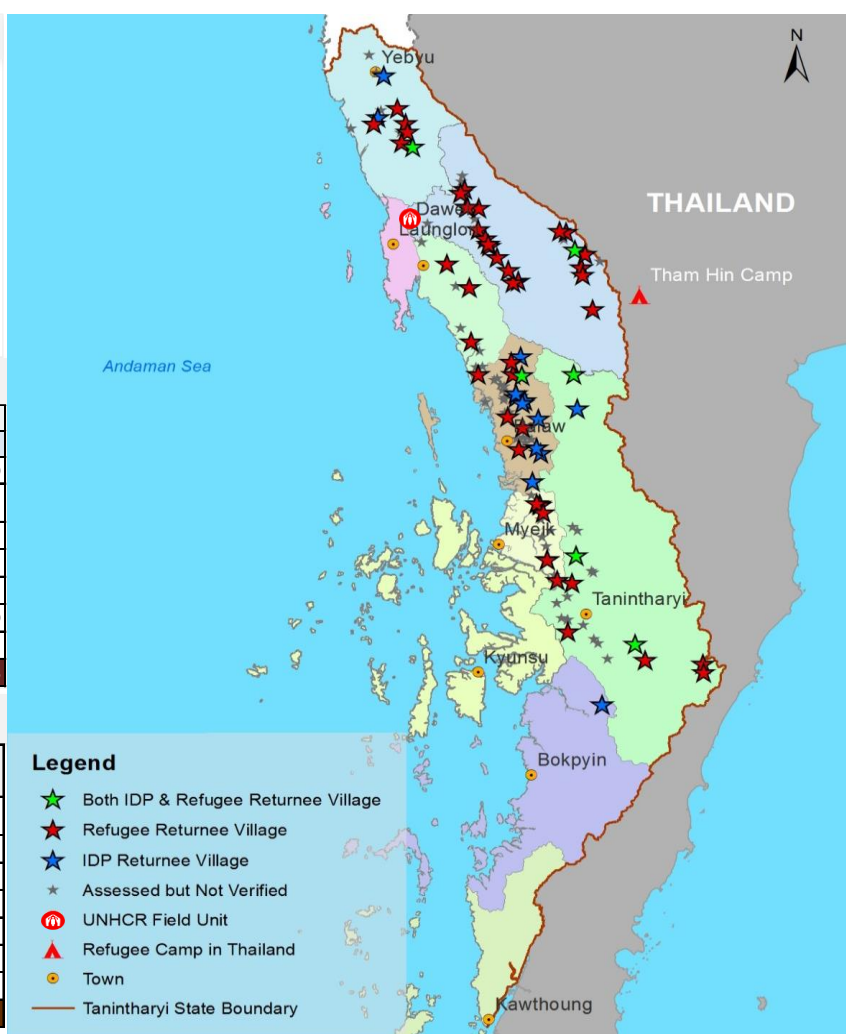 N
Yebyu
THAILAND
Dawei
Launglon
Tham Hin Camp
Andaman Sea
Palaw
Myeik
Tanintharyi
Kyunsu
Bokpyin
Kawthoung
Legend
Both IDP & Refugee Returnee Village
Refugee Returnee Village
IDP Returnee Village
Assessed but Not Verified
UNHCR Field Unit
Refugee Camp in Thailand
Town
Tanintharyi State Boundary